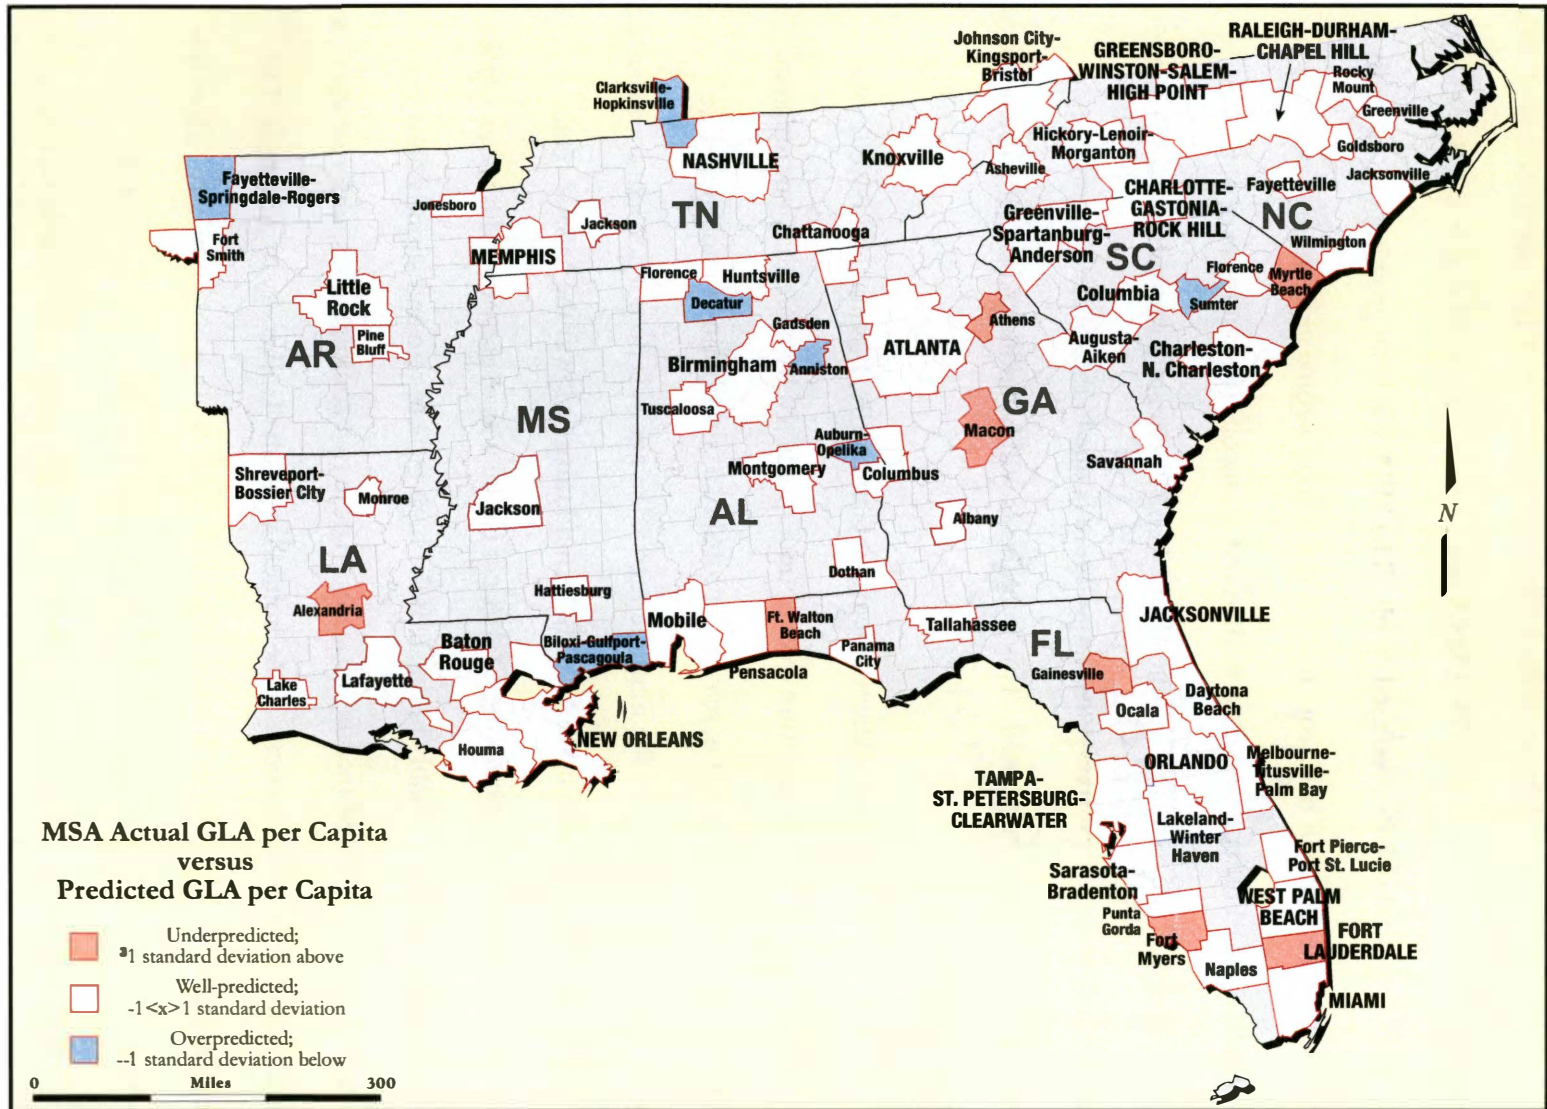 Johnson City-
Kingsport-
Bristol
GREENSBORO-
WINSTON-SALEM-
HIGH POINT
RALEIGH-DURHAM-
CHAPEL HILL
Rocky
Mount
Greenville
Goldsboro
Jacksonville
Clarksville-
Hopkinsville
NASHVILLE
Knoxville
Hickory-Lenoir-
Morganton
Asheville
Fayetteville
Fayetteville-
Springdale-Rogers
Jonesboro
Jackson
TN
Chattanooga
CHARLOTTE-
GASTONIA-
ROCK HILL
NC
Wilmington
Greenville-
Spartanburg-
Anderson
SC
Fort
Smith
MEMPHIS
Florence
Huntsville
Decatur
Columbia
Florence
Myrtle
Beach
Sumter
Little
Rock
Pine
Bluff
AR
Gadsden
Birmingham
Anniston
Tuscaloosa
ATLANTA
Athens
Augusta-
Aiken
Charleston-
N. Charleston
MS
GA
Macon
Auburn-
Opelika
Columbus
Montgomery
Savannah
Shreveport-
Bossier City
Monroe
Jackson
AL
Albany
N
LA
Alexandria
Hattiesburg
Dothan
Mobile
Ft. Walton
Beach
Panama
City
Pensacola
Tallahassee
JACKSONVILLE
FL
Gainesville
Baton
Rouge
Biloxi-Gulfport-
Pascagoula
Lake
Charles
Lafayette
Houma
NEW ORLEANS
Ocala
Daytona
Beach
ORLANDO
Melbourne-
Titusville-
Palm Bay
TAMPA-
ST. PETERSBURG-
CLEARWATER
Lakeland-
Winter
Haven
Fort Pierce-
Port St. Lucie
Sarasota-
Bradenton
WEST PALM
BEACH
Punta
Gorda
Fort
Myers
FORT
LAUDERDALE
Naples
MIAMI
MSA Actual GLA per Capita
versus
Predicted GLA per Capita
Underpredicted;
³1 standard deviation above
Well-predicted;
-1<x>1 standard deviation
Overpredicted;
--1 standard deviation below
0 Miles 300